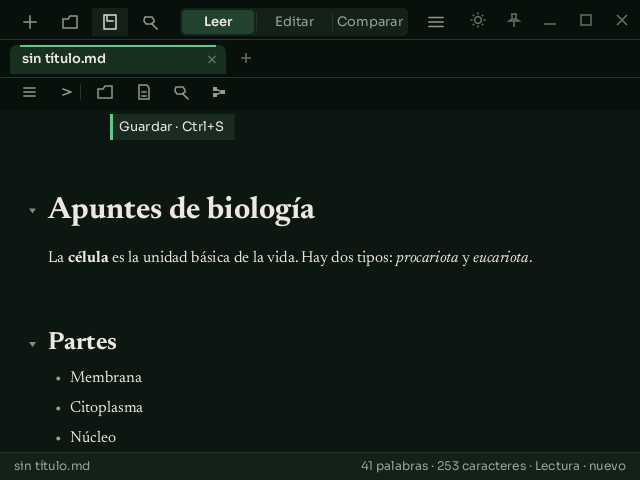 Leer Editar Comparar
sin título.md
Guardar · Ctrl+S
Apuntes de biología
La célula es la unidad básica de la vida. Hay dos tipos: procariota y eucariota.
Partes
Membrana
Citoplasma
Núcleo
sin título.md 41 palabras · 253 caracteres · Lectura · nuevo